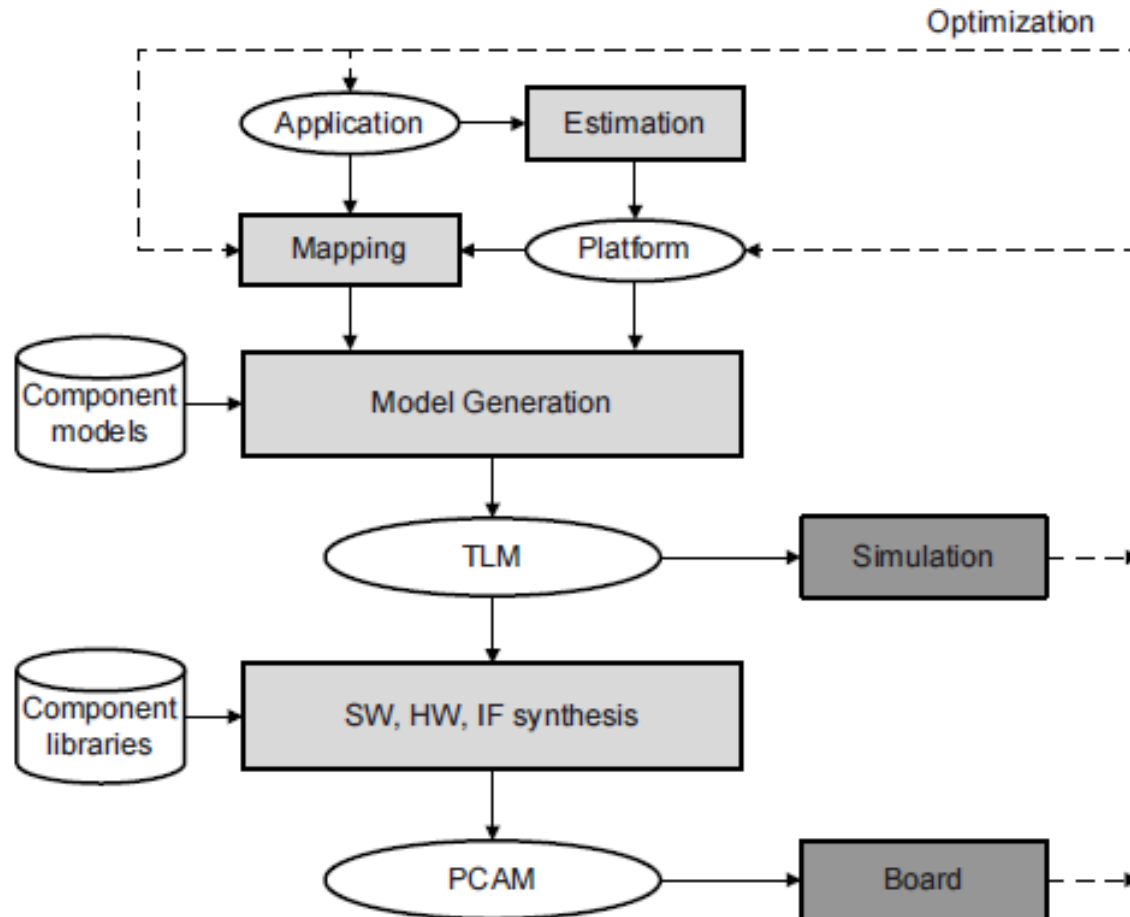 Optimization
Application
Estimation
Mapping
Platform
Component
models
Model Generation
TLM
Simulation
Component
libraries
SW, HW, IF synthesis
PCAM
Board